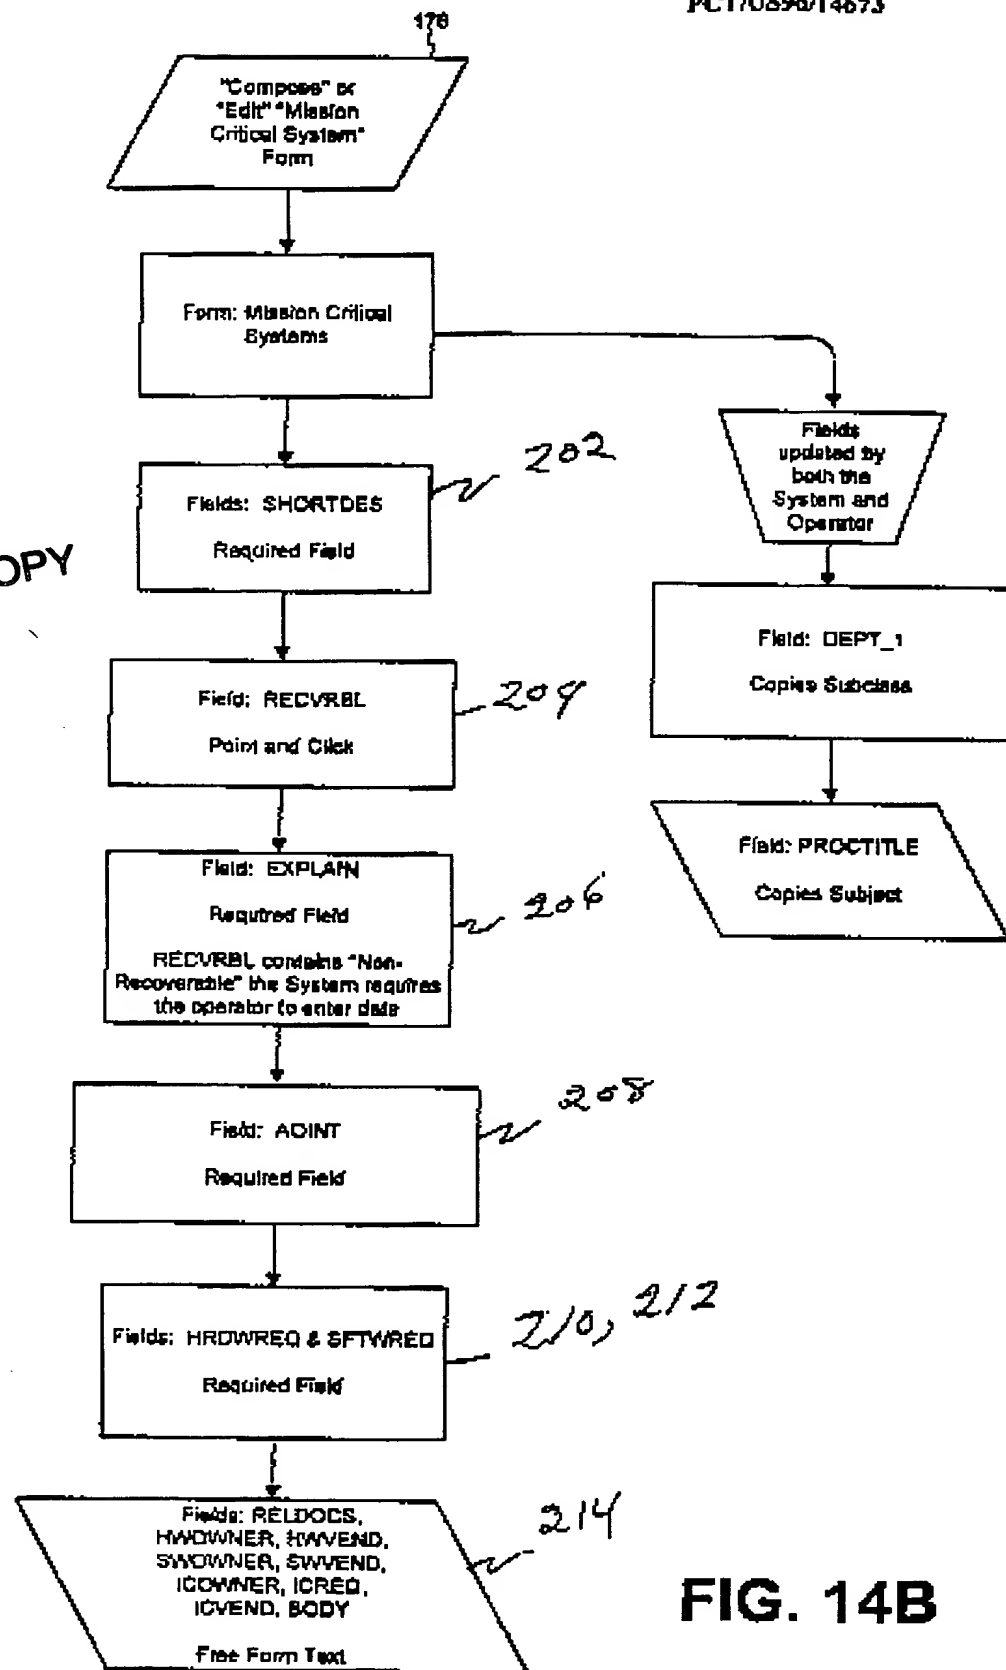 PCT/US96/14673
178
"Compose" or
"Edit" "Mission
Critical System"
Form
Form: Mission Critical
Systems
Fields
updated by
both the
System and
Operator
202
Fields: SHORTDES
Required Field
OPY
Field: DEPT_1
Copies Subclass
204
Field: RECVRBL
Point and Click
Field: PROCTITLE
Copies Subject
206
Field: EXPLAIN
Required Field
RECVRBL contains "Non-
Recoverable" the System requires
the operator to enter data
208
Field: AOINT
Required Field
210, 212
Fields: HRDWREQ & SFTWREQ
Required Field
214
Fields: RELDOCS,
HWOWNER, HWVEND,
SWOWNER, SWVEND,
ICOWNER, ICREQ,
ICVEND, BODY
Free Form Text
FIG. 14B